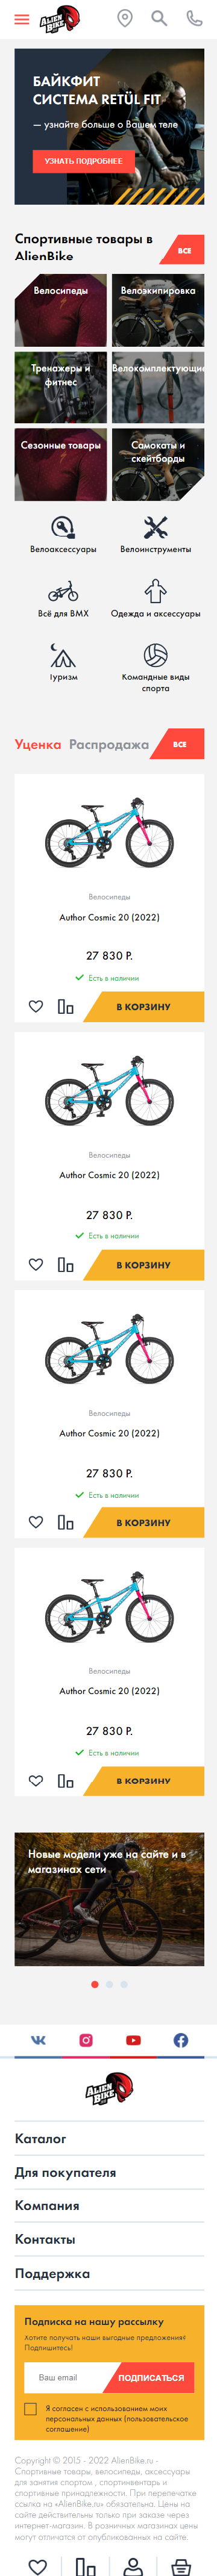 ALIEN
BIKE
БАЙКФИТ
СИСТЕМА RETÜL FIT
— узнайте больше о Вашем теле
УЗНАТЬ ПОДРОБНЕЕ
Спортивные товары в
AlienBike
ВСЕ
Велосипеды
Велоэкипировка
Тренажеры и
фитнес
Велокомплектующие
Сезонные товары
Самокаты и
скейтборды
Велоаксессуары
Велоинструменты
Всё для BMX
Одежда и аксессуары
Туризм
Командные виды
спорта
Уценка Распродажа
ВСЕ
Велосипеды
Author Cosmic 20 (2022)
27 830 Р.
Есть в наличии
В КОРЗИНУ
Велосипеды
Author Cosmic 20 (2022)
27 830 Р.
Есть в наличии
В КОРЗИНУ
Велосипеды
Author Cosmic 20 (2022)
27 830 Р.
Есть в наличии
В КОРЗИНУ
Велосипеды
Author Cosmic 20 (2022)
27 830 Р.
Есть в наличии
В КОРЗИНУ
Новые модели уже на сайте и в
магазинах сети
ALIEN
BIKE
Каталог
Для покупателя
Компания
Контакты
Поддержка
Подписка на нашу рассылку
Хотите получать наши выгодные предложения?
Подпишитесь!
Ваш email
ПОДПИСАТЬСЯ
Я согласен с использованием моих
персональных данных (пользовательское
соглашение)
Copyright © 2015 - 2022 AlienBike.ru -
Спортивные товары, велосипеды, аксессуары
для занятия спортом , спортинвентарь и
спортивные принадлежности. При перепечатке
ссылка на «AlienBike.ru» обязательна. Цены на
сайте действительны только при заказе через
интернет-магазин. В розничных магазинах цены
могут отличатся от опубликованных на сайте.